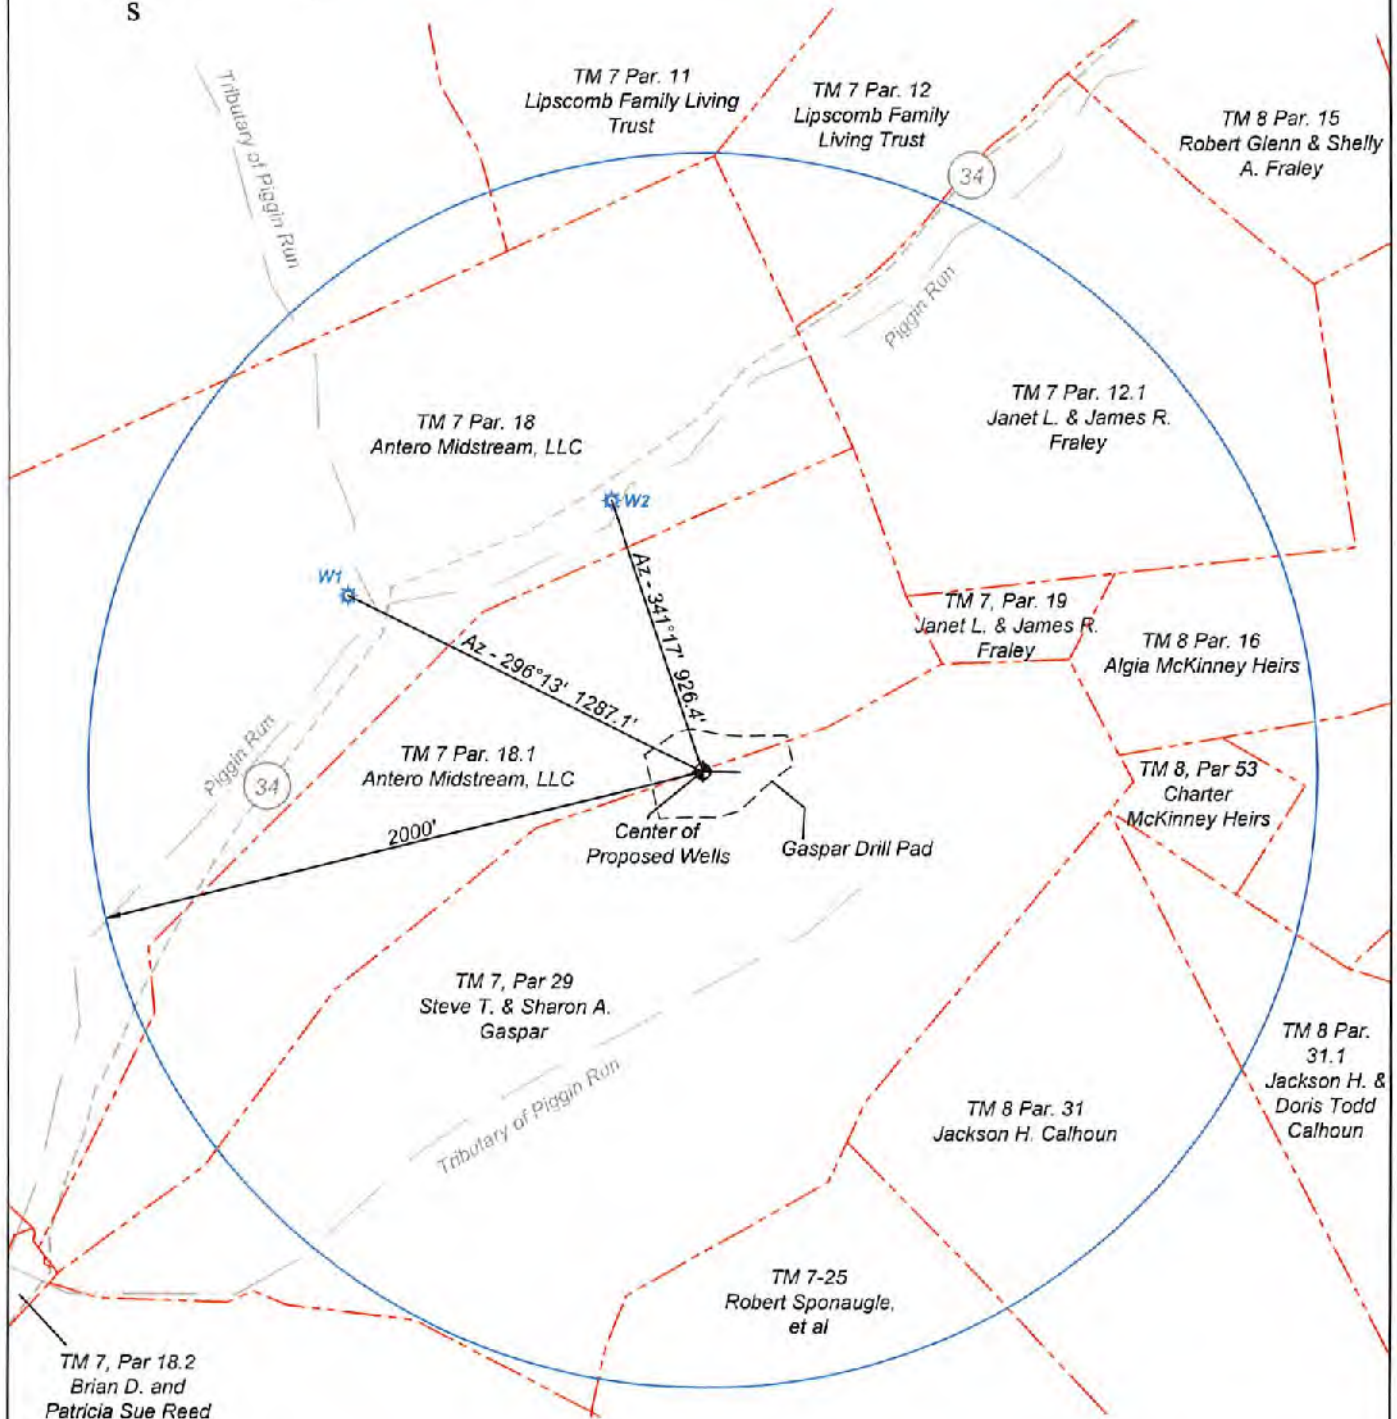 S
Tributary of Piggin Run
TM 7 Par. 11
Lipscomb Family Living
Trust
TM 7 Par. 12
Lipscomb Family
Living Trust
34
TM 8 Par. 15
Robert Glenn & Shelly
A. Fraley
Piggin Run
TM 7 Par. 18
Antero Midstream, LLC
TM 7 Par. 12.1
Janet L. & James R.
Fraley
W2
W1
Az - 341°17' 926.4'
Az - 296°13' 1287.1'
TM 7, Par. 19
Janet L. & James R.
Fraley
TM 8 Par. 16
Algia McKinney Heirs
Piggin Run
34
TM 7 Par. 18.1
Antero Midstream, LLC
2000'
Center of
Proposed Wells
Gaspar Drill Pad
TM 8, Par 53
Charter
McKinney Heirs
TM 7, Par 29
Steve T. & Sharon A.
Gaspar
Tributary of Piggin Run
TM 8 Par. 31
Jackson H. Calhoun
TM 8 Par.
31.1
Jackson H. &
Doris Todd
Calhoun
TM 7-25
Robert Sponaugle,
et al
TM 7, Par 18.2
Brian D. and
Patricia Sue Reed